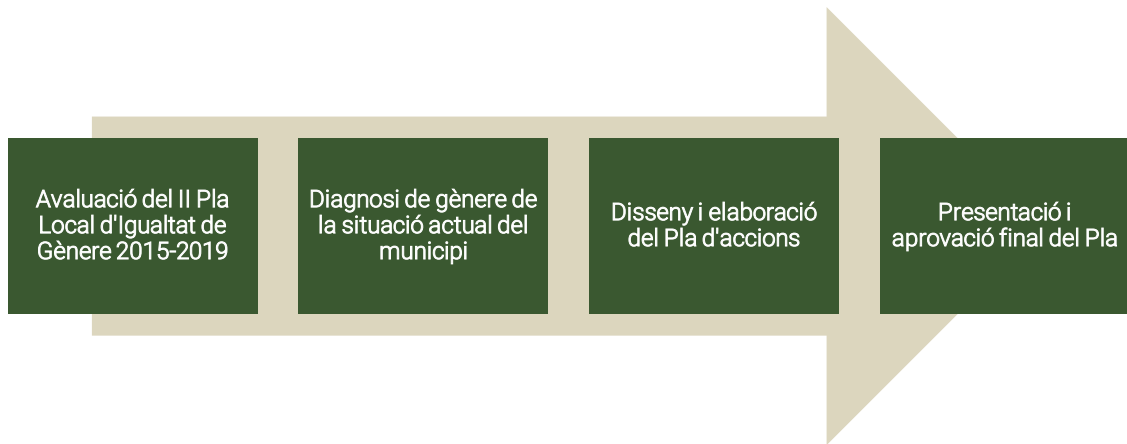 Avaluació del II Pla
Local d'Igualtat de
Gènere 2015-2019
Diagnosi de gènere de
la situació actual del
municipi
Disseny i elaboració
del Pla d'accions
Presentació i
aprovació final del Pla